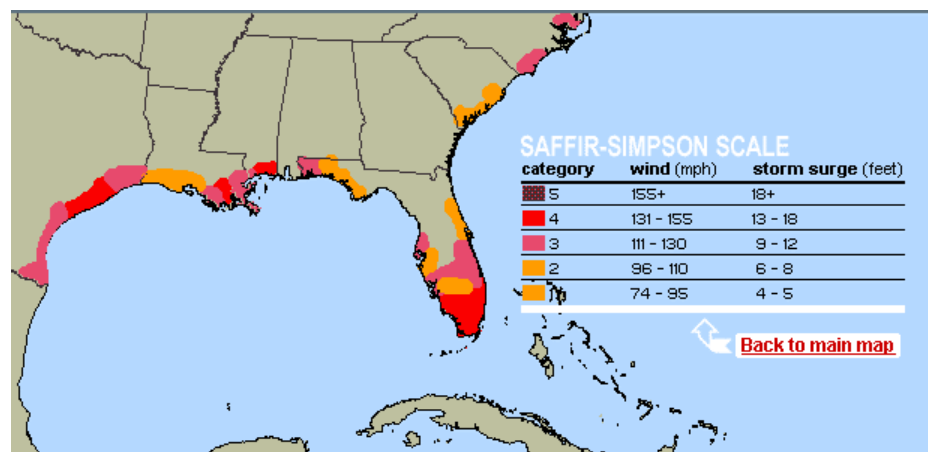 SAFFIR-SIMPSON SCALE
category wind (mph) storm surge (feet)
5 155+ 18+
4 131 - 155 13 - 18
3 111 - 130 9 - 12
2 96 - 110 6 - 8
1 74 - 95 4 - 5
Back to main map